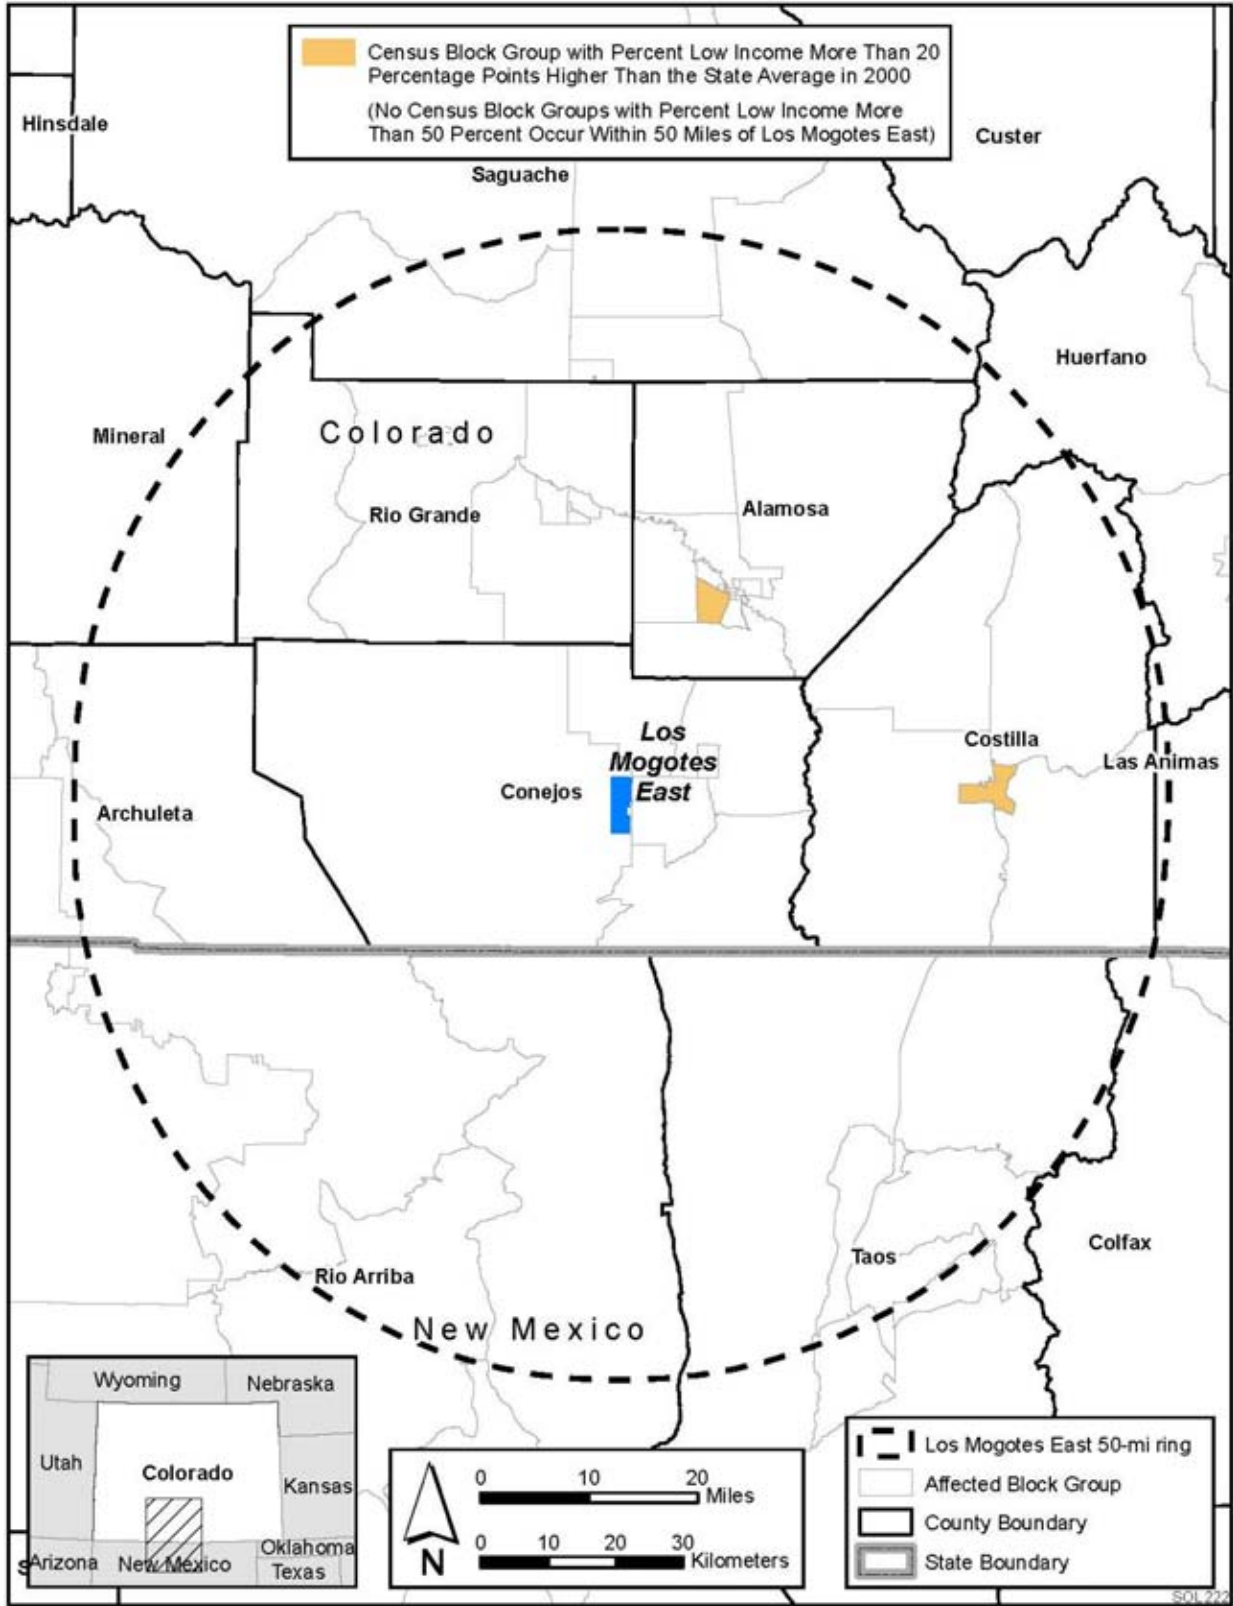 Census Block Group with Percent Low Income More Than 20
Percentage Points Higher Than the State Average in 2000
(No Census Block Groups with Percent Low Income More
Than 50 Percent Occur Within 50 Miles of Los Mogotes East)
Hinsdale
Custer
Saguache
Huerfano
Mineral
Colorado
Rio Grande
Alamosa
Los
Mogotes
East
Costilla
Las Animas
Conejos
Archuleta
Colfax
Taos
Rio Arriba
New Mexico
Wyoming
Nebraska
Utah
Colorado
Kansas
Arizona
New Mexico
Oklahoma
Texas
N
0 10 20
Miles
0 10 20 30
Kilometers
Los Mogotes East 50-mi ring
Affected Block Group
County Boundary
State Boundary
SOL222